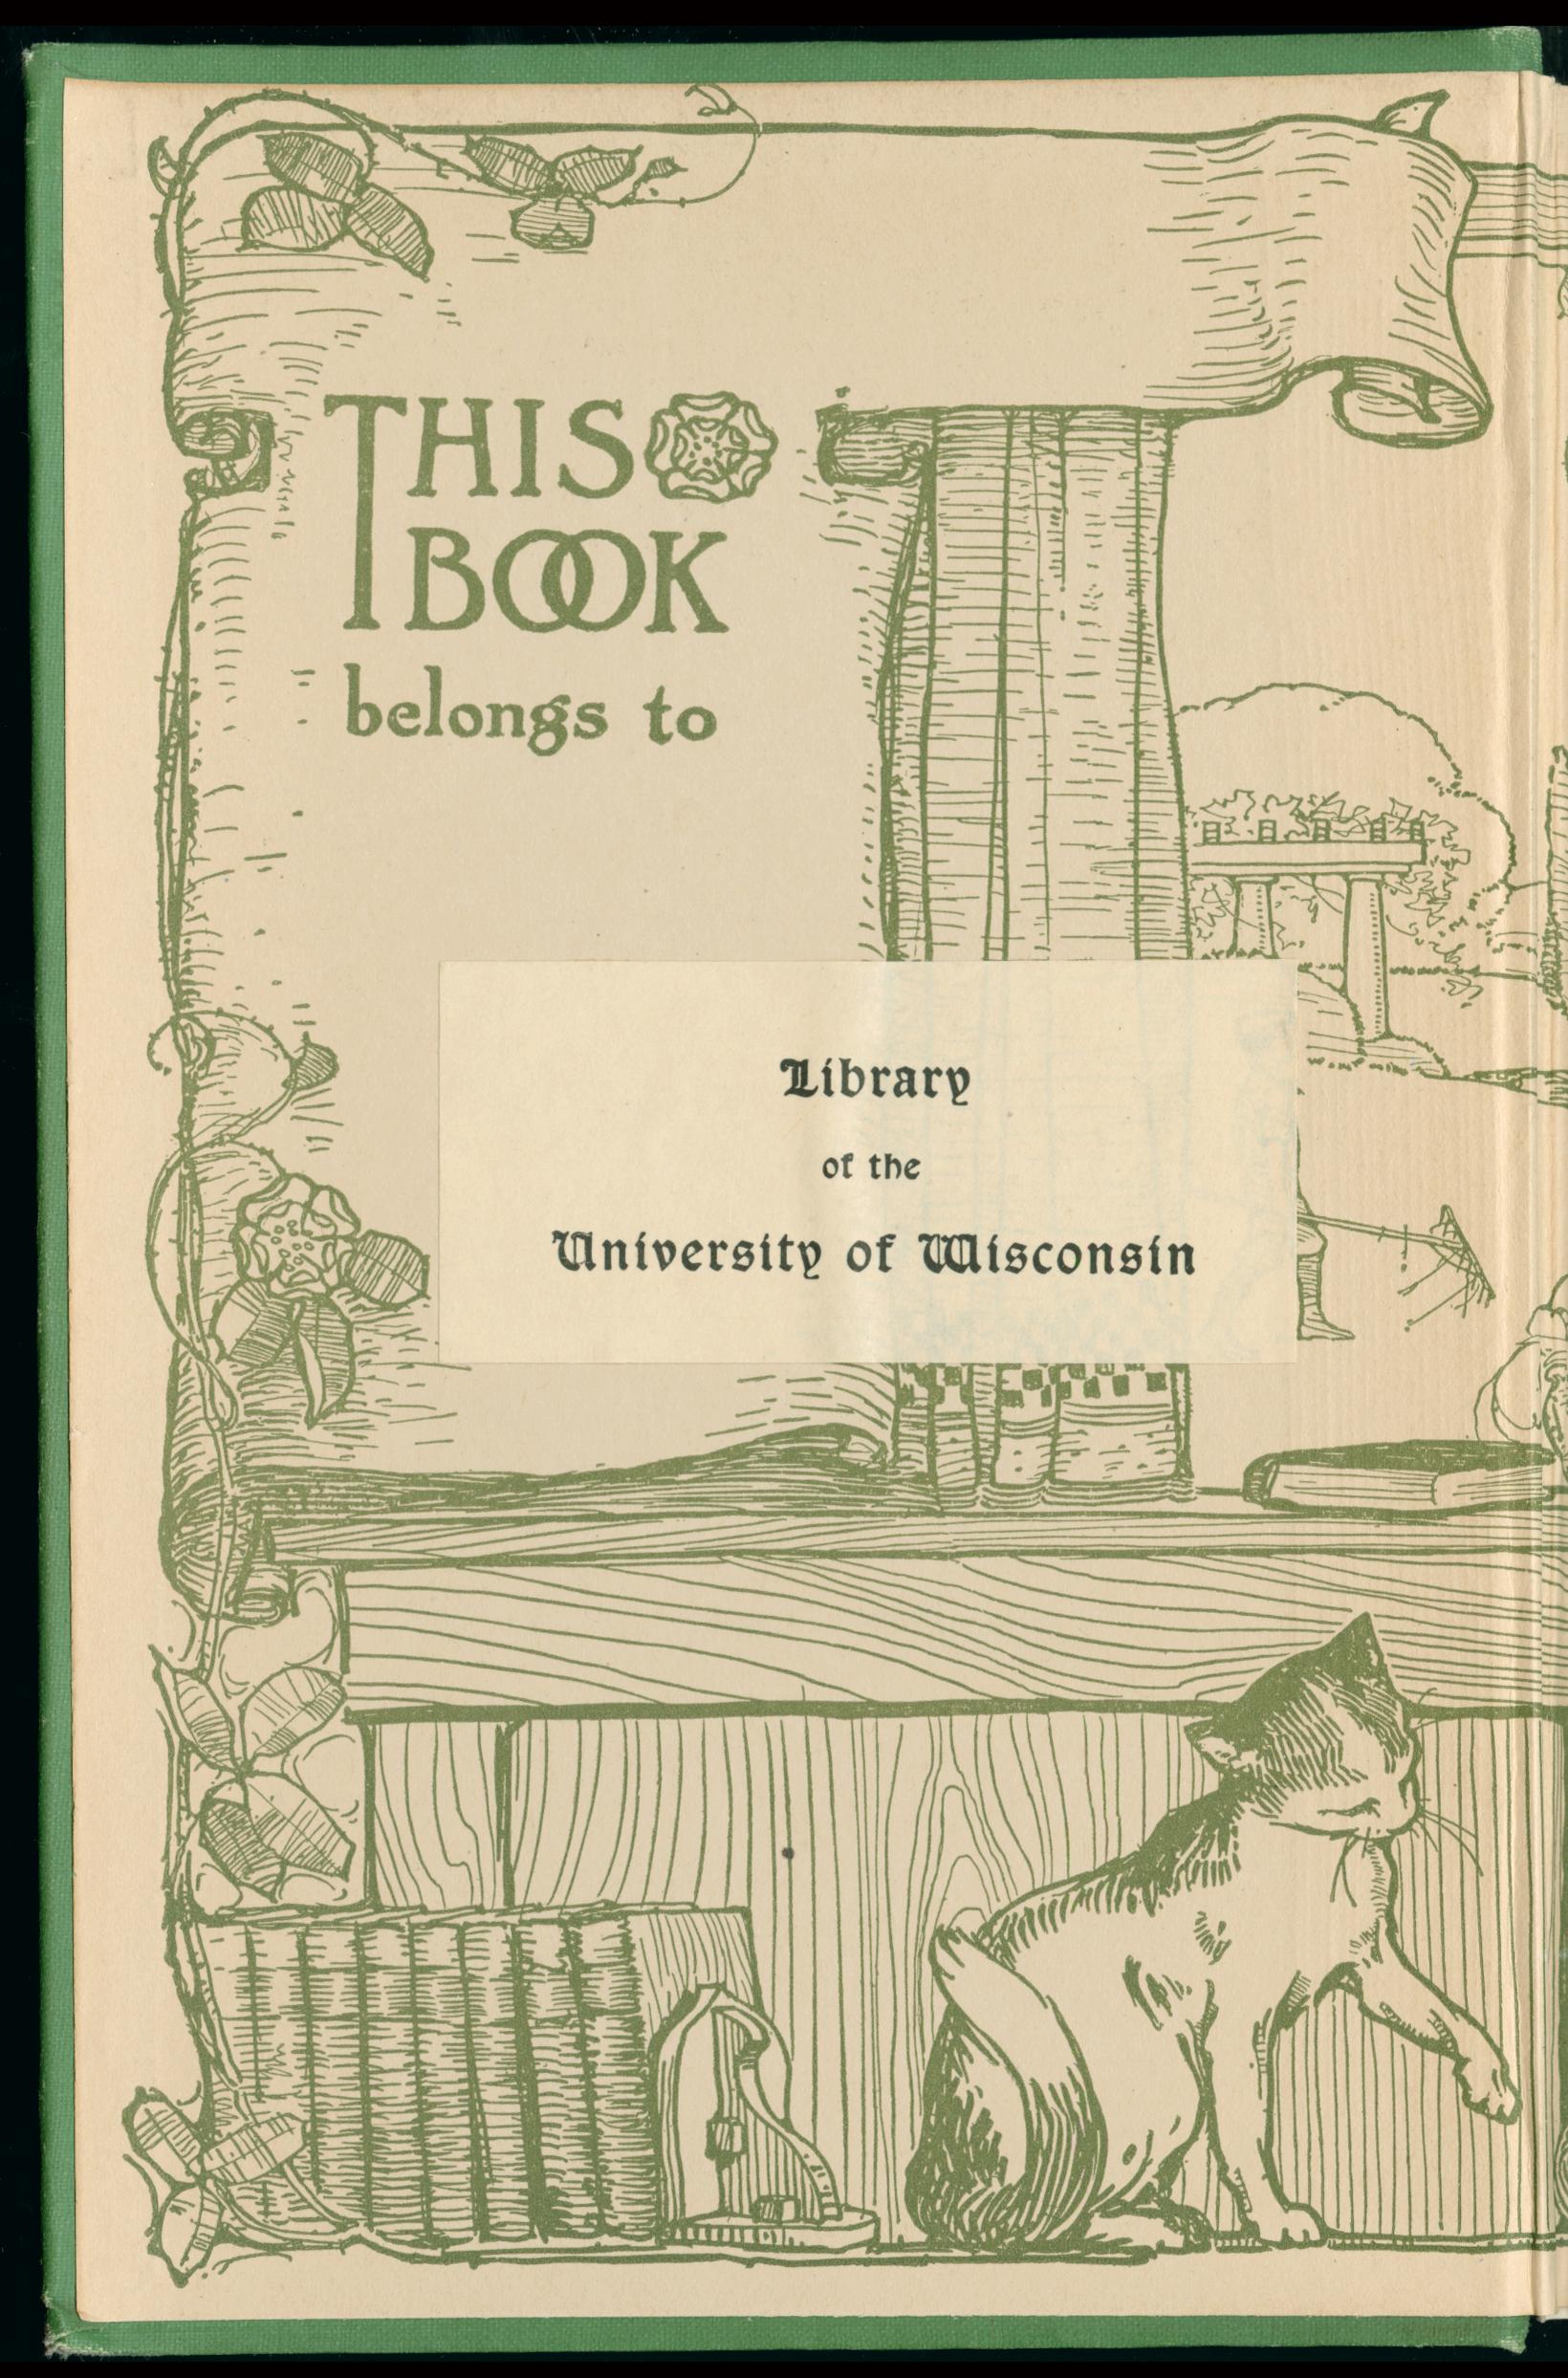 THIS
BOOK
belongs to
Library
of the
University of Wisconsin